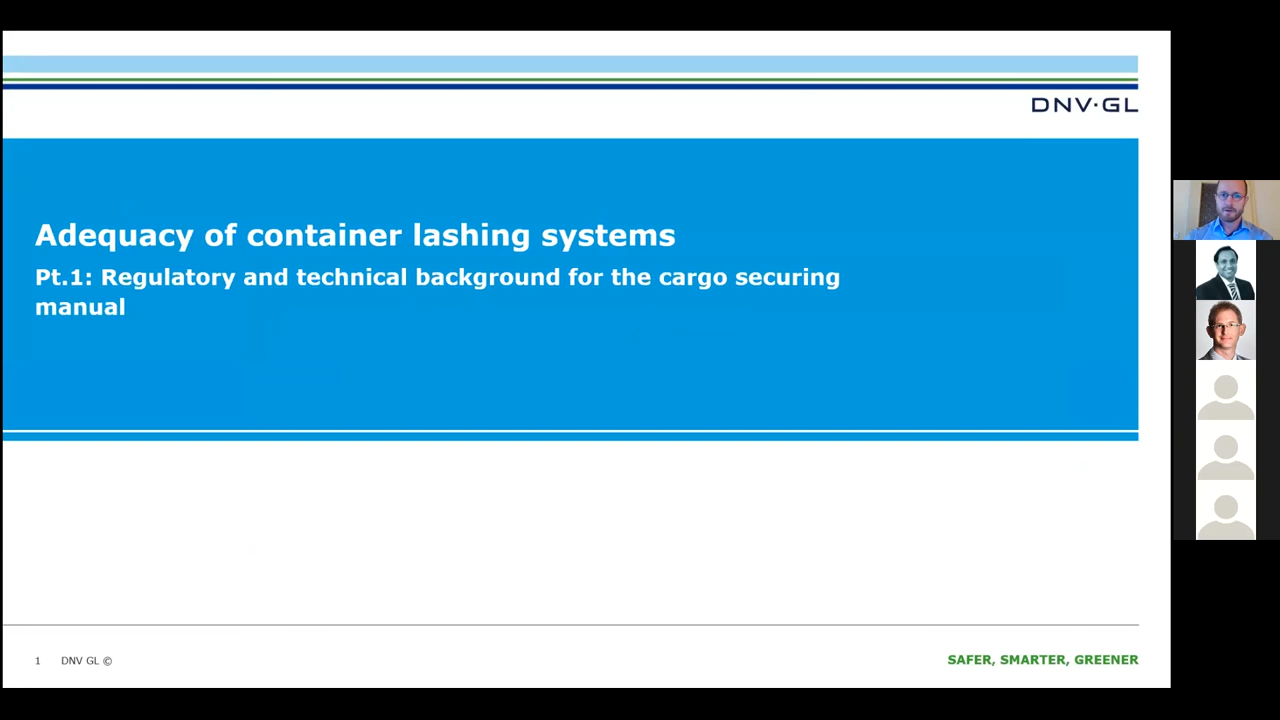 DNV·GL
Adequacy of container lashing systems
Pt.1: Regulatory and technical background for the cargo securing
manual
1 DNV GL © SAFER, SMARTER, GREENER